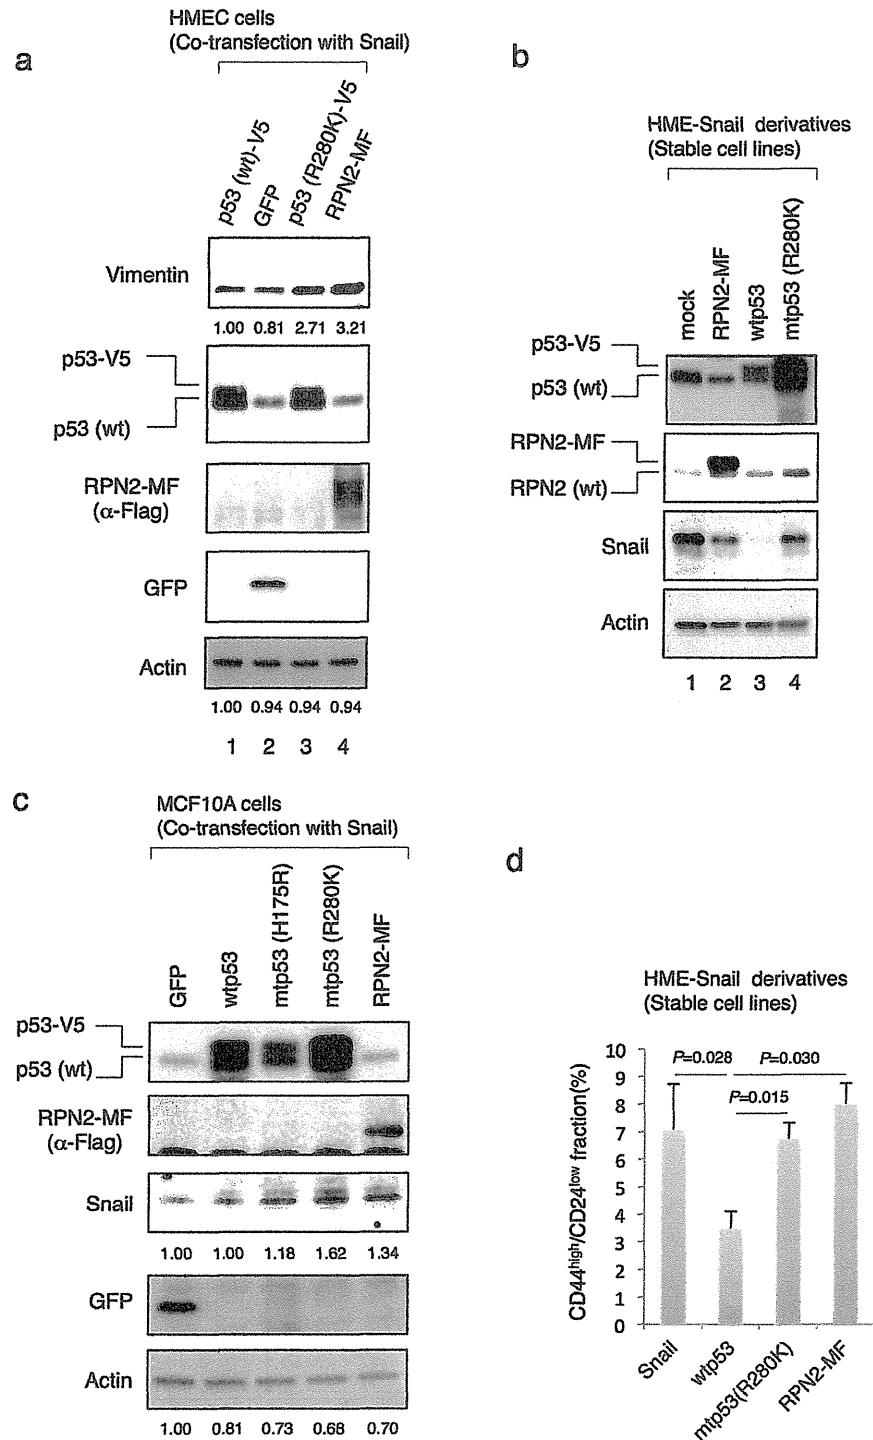 a
HMEC cells
(Co-transfection with Snail)
p53 (wt)-V5
GFP
p53 (R280K)-V5
RPN2-MF
Vimentin
1.00 0.81 2.71 3.21
p53-V5
p53 (wt)
RPN2-MF
(α-Flag)
GFP
Actin
1.00 0.94 0.94 0.94
1 2 3 4
b
HME-Snail derivatives
(Stable cell lines)
mock
RPN2-MF
wtp53
mtp53 (R280K)
p53-V5
p53 (wt)
RPN2-MF
RPN2 (wt)
Snail
Actin
1 2 3 4
c
MCF10A cells
(Co-transfection with Snail)
GFP
wtp53
mtp53 (H175R)
mtp53 (R280K)
RPN2-MF
p53-V5
p53 (wt)
RPN2-MF
(α-Flag)
Snail
1.00 1.00 1.18 1.62 1.34
GFP
Actin
1.00 0.81 0.73 0.68 0.70
d
HME-Snail derivatives
(Stable cell lines)
CD44high/CD24low fraction(%)
10
9
8
7
6
5
4
3
2
1
0
P=0.028
P=0.030
P=0.015
Snail
wtp53
mtp53(R280K)
RPN2-MF